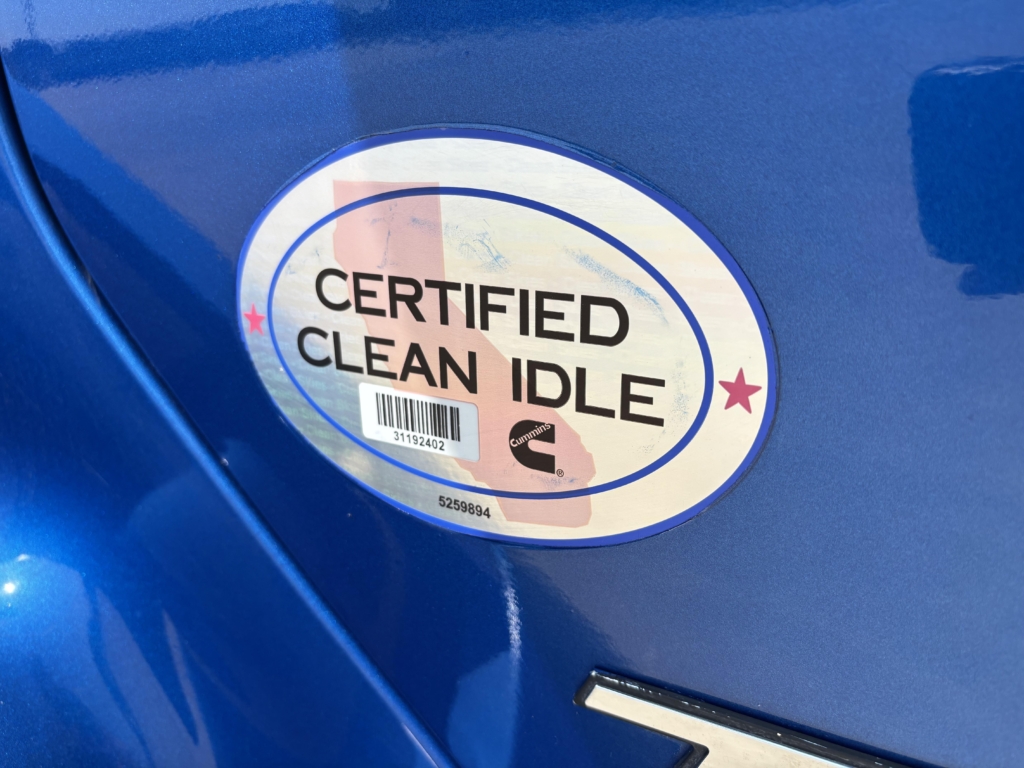 CERTIFIED
CLEAN IDLE
31192402
Cummins
®
5259894